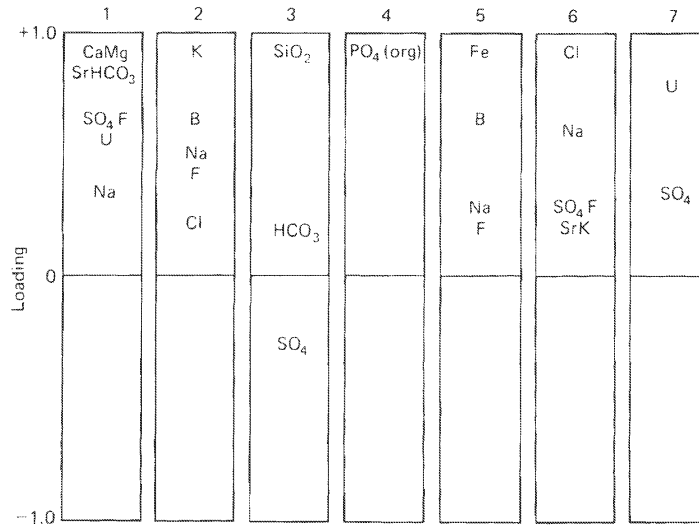 1 2 3 4 5 6 7
+1.0
CaMg K SiO₂ PO₄ (org) Fe Cl
SrHCO₃
U
SO₄ F B B
Na
U
Na
F
Na SO₄
Na SO₄ F
Cl F SrK
HCO₃
Loading
0
SO₄
−1.0